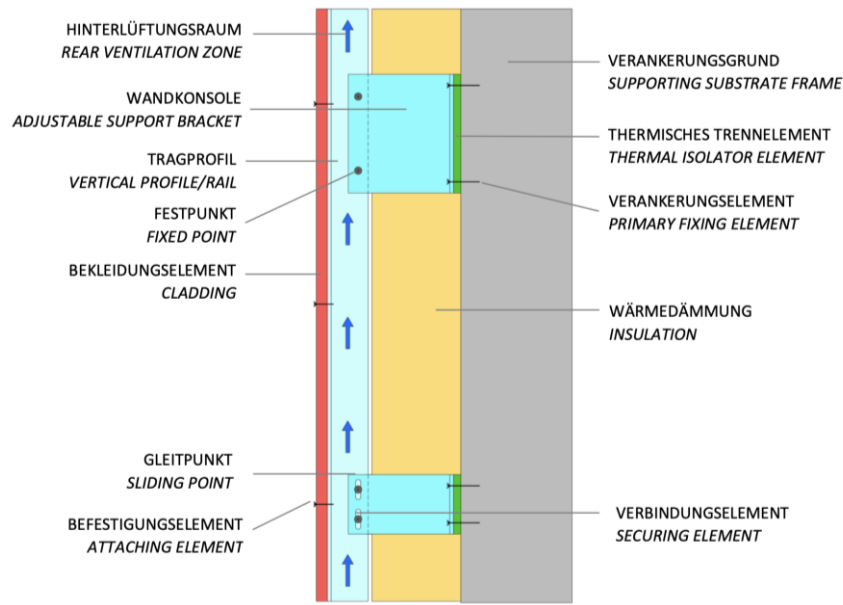 HINTERLÜFTUNGSRAUM
REAR VENTILATION ZONE
WANDKONSOLE
ADJUSTABLE SUPPORT BRACKET
TRAGPROFIL
VERTICAL PROFILE/RAIL
FESTPUNKT
FIXED POINT
BEKLEIDUNGSELEMENT
CLADDING
GLEITPUNKT
SLIDING POINT
BEFESTIGUNGSELEMENT
ATTACHING ELEMENT
VERANKERUNGSGRUND
SUPPORTING SUBSTRATE FRAME
THERMISCHES TRENNELEMENT
THERMAL ISOLATOR ELEMENT
VERANKERUNGSELEMENT
PRIMARY FIXING ELEMENT
WÄRMEDÄMMUNG
INSULATION
VERBINDUNGSELEMENT
SECURING ELEMENT